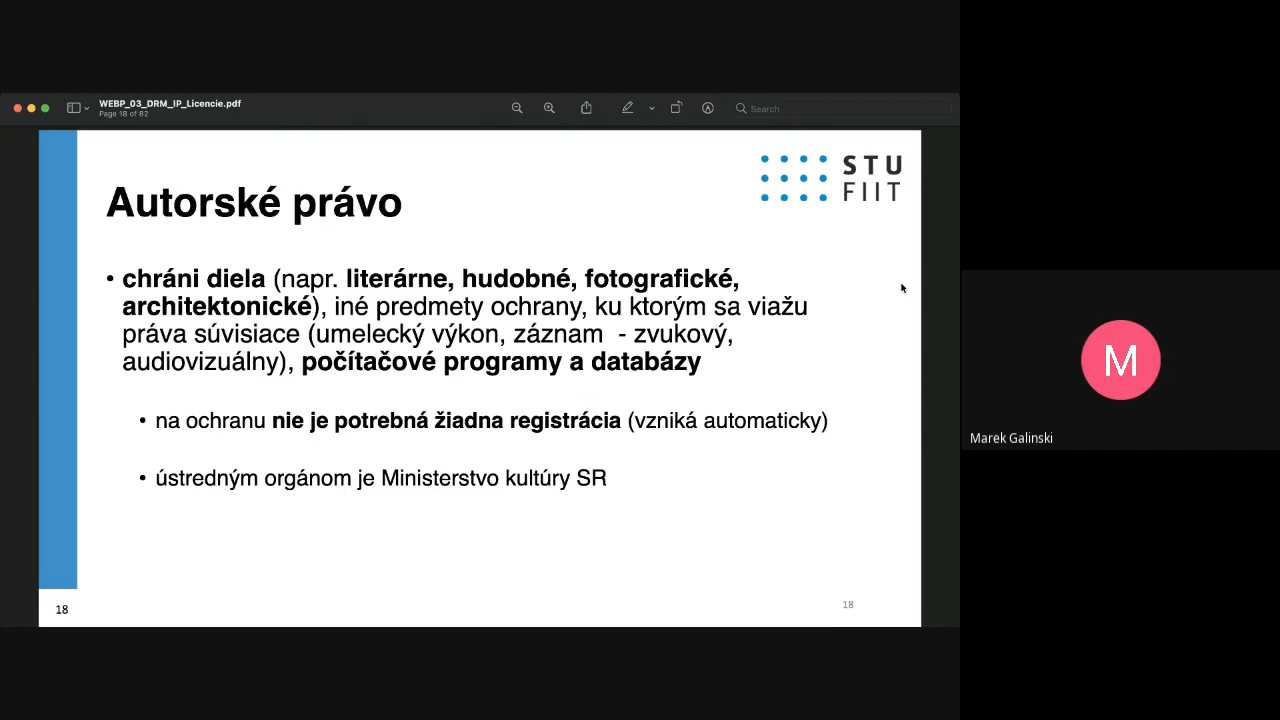 WEBP_03_DRM_IP_Licencie.pdf
Page 18 of 82
Search
STU
FIIT
Autorské právo
• chráni diela (napr. literárne, hudobné, fotografické,
architektonické), iné predmety ochrany, ku ktorým sa viažu
práva súvisiace (umelecký výkon, záznam - zvukový,
audiovizuálny), počítačové programy a databázy
• na ochranu nie je potrebná žiadna registrácia (vzniká automaticky)
• ústredným orgánom je Ministerstvo kultúry SR
18
18
M
Marek Galinski